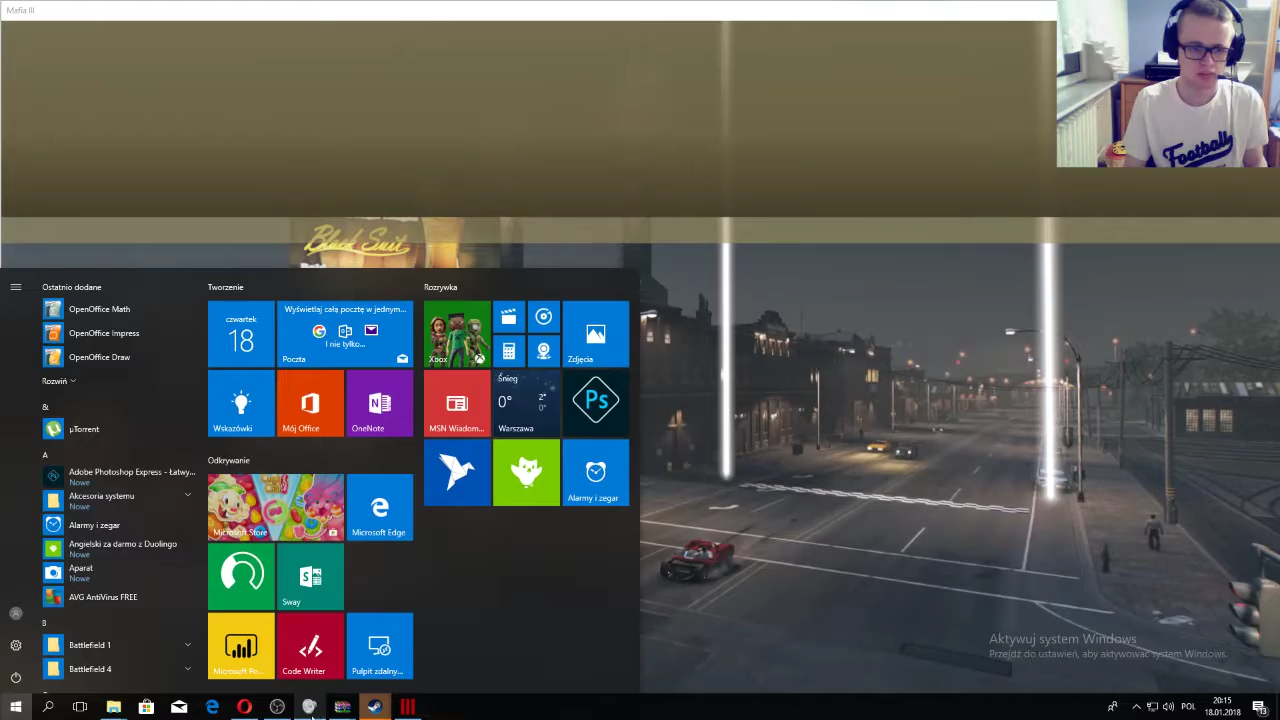 Mafia III
Football
Black Suit
Ostatnio dodane
OpenOffice Math
OpenOffice Impress
OpenOffice Draw
Rozwiń
&
µTorrent
A
Adobe Photoshop Express - Łatwy...
Nowe
Akcesoria systemu
Nowe
Alarmy i zegar
Angielski za darmo z Duolingo
Nowe
Aparat
Nowe
AVG AntiVirus FREE
B
Battlefield 1
Battlefield 4
Tworzenie
czwartek
18
Wyświetlaj całą pocztę w jednym...
I nie tylko...
Poczta
Wskazówki
Mój Office
OneNote
Odkrywanie
Microsoft Store
Microsoft Edge
Sway
Microsoft Po...
Code Writer
Pulpit zdalny...
Rozrywka
Xbox
Zdjęcia
MSN Wiadom...
Śnieg
0°
2°
0°
Warszawa
Ps
Alarmy i zegar
Aktywuj system Windows
Przejdź do ustawień, aby aktywować system Windows.
POL
20:15
18.01.2018
13